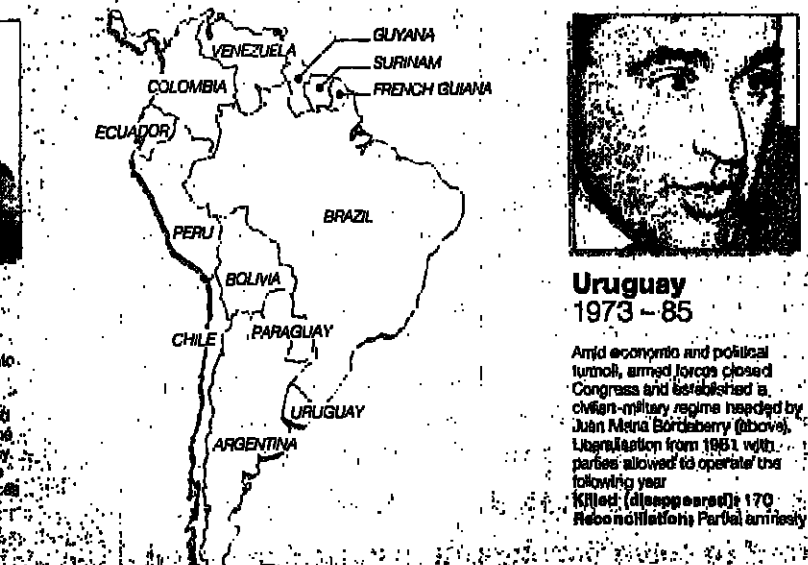 GUYANA
VENEZUELA
SURINAM
COLOMBIA
FRENCH GUIANA
ECUADOR
BRAZIL
PERU
BOLIVIA
CHILE
PARAGUAY
URUGUAY
ARGENTINA
Uruguay
1973–85
Amid economic and political
turmoil, armed forces closed
Congress and established a
civilian-military regime headed by
Juan Maria Bordaberry (above).
Liberalisation from 1981 with
parties allowed to operate the
following year
Killed (disappeared): 170
Reconciliation: Partial amnesty